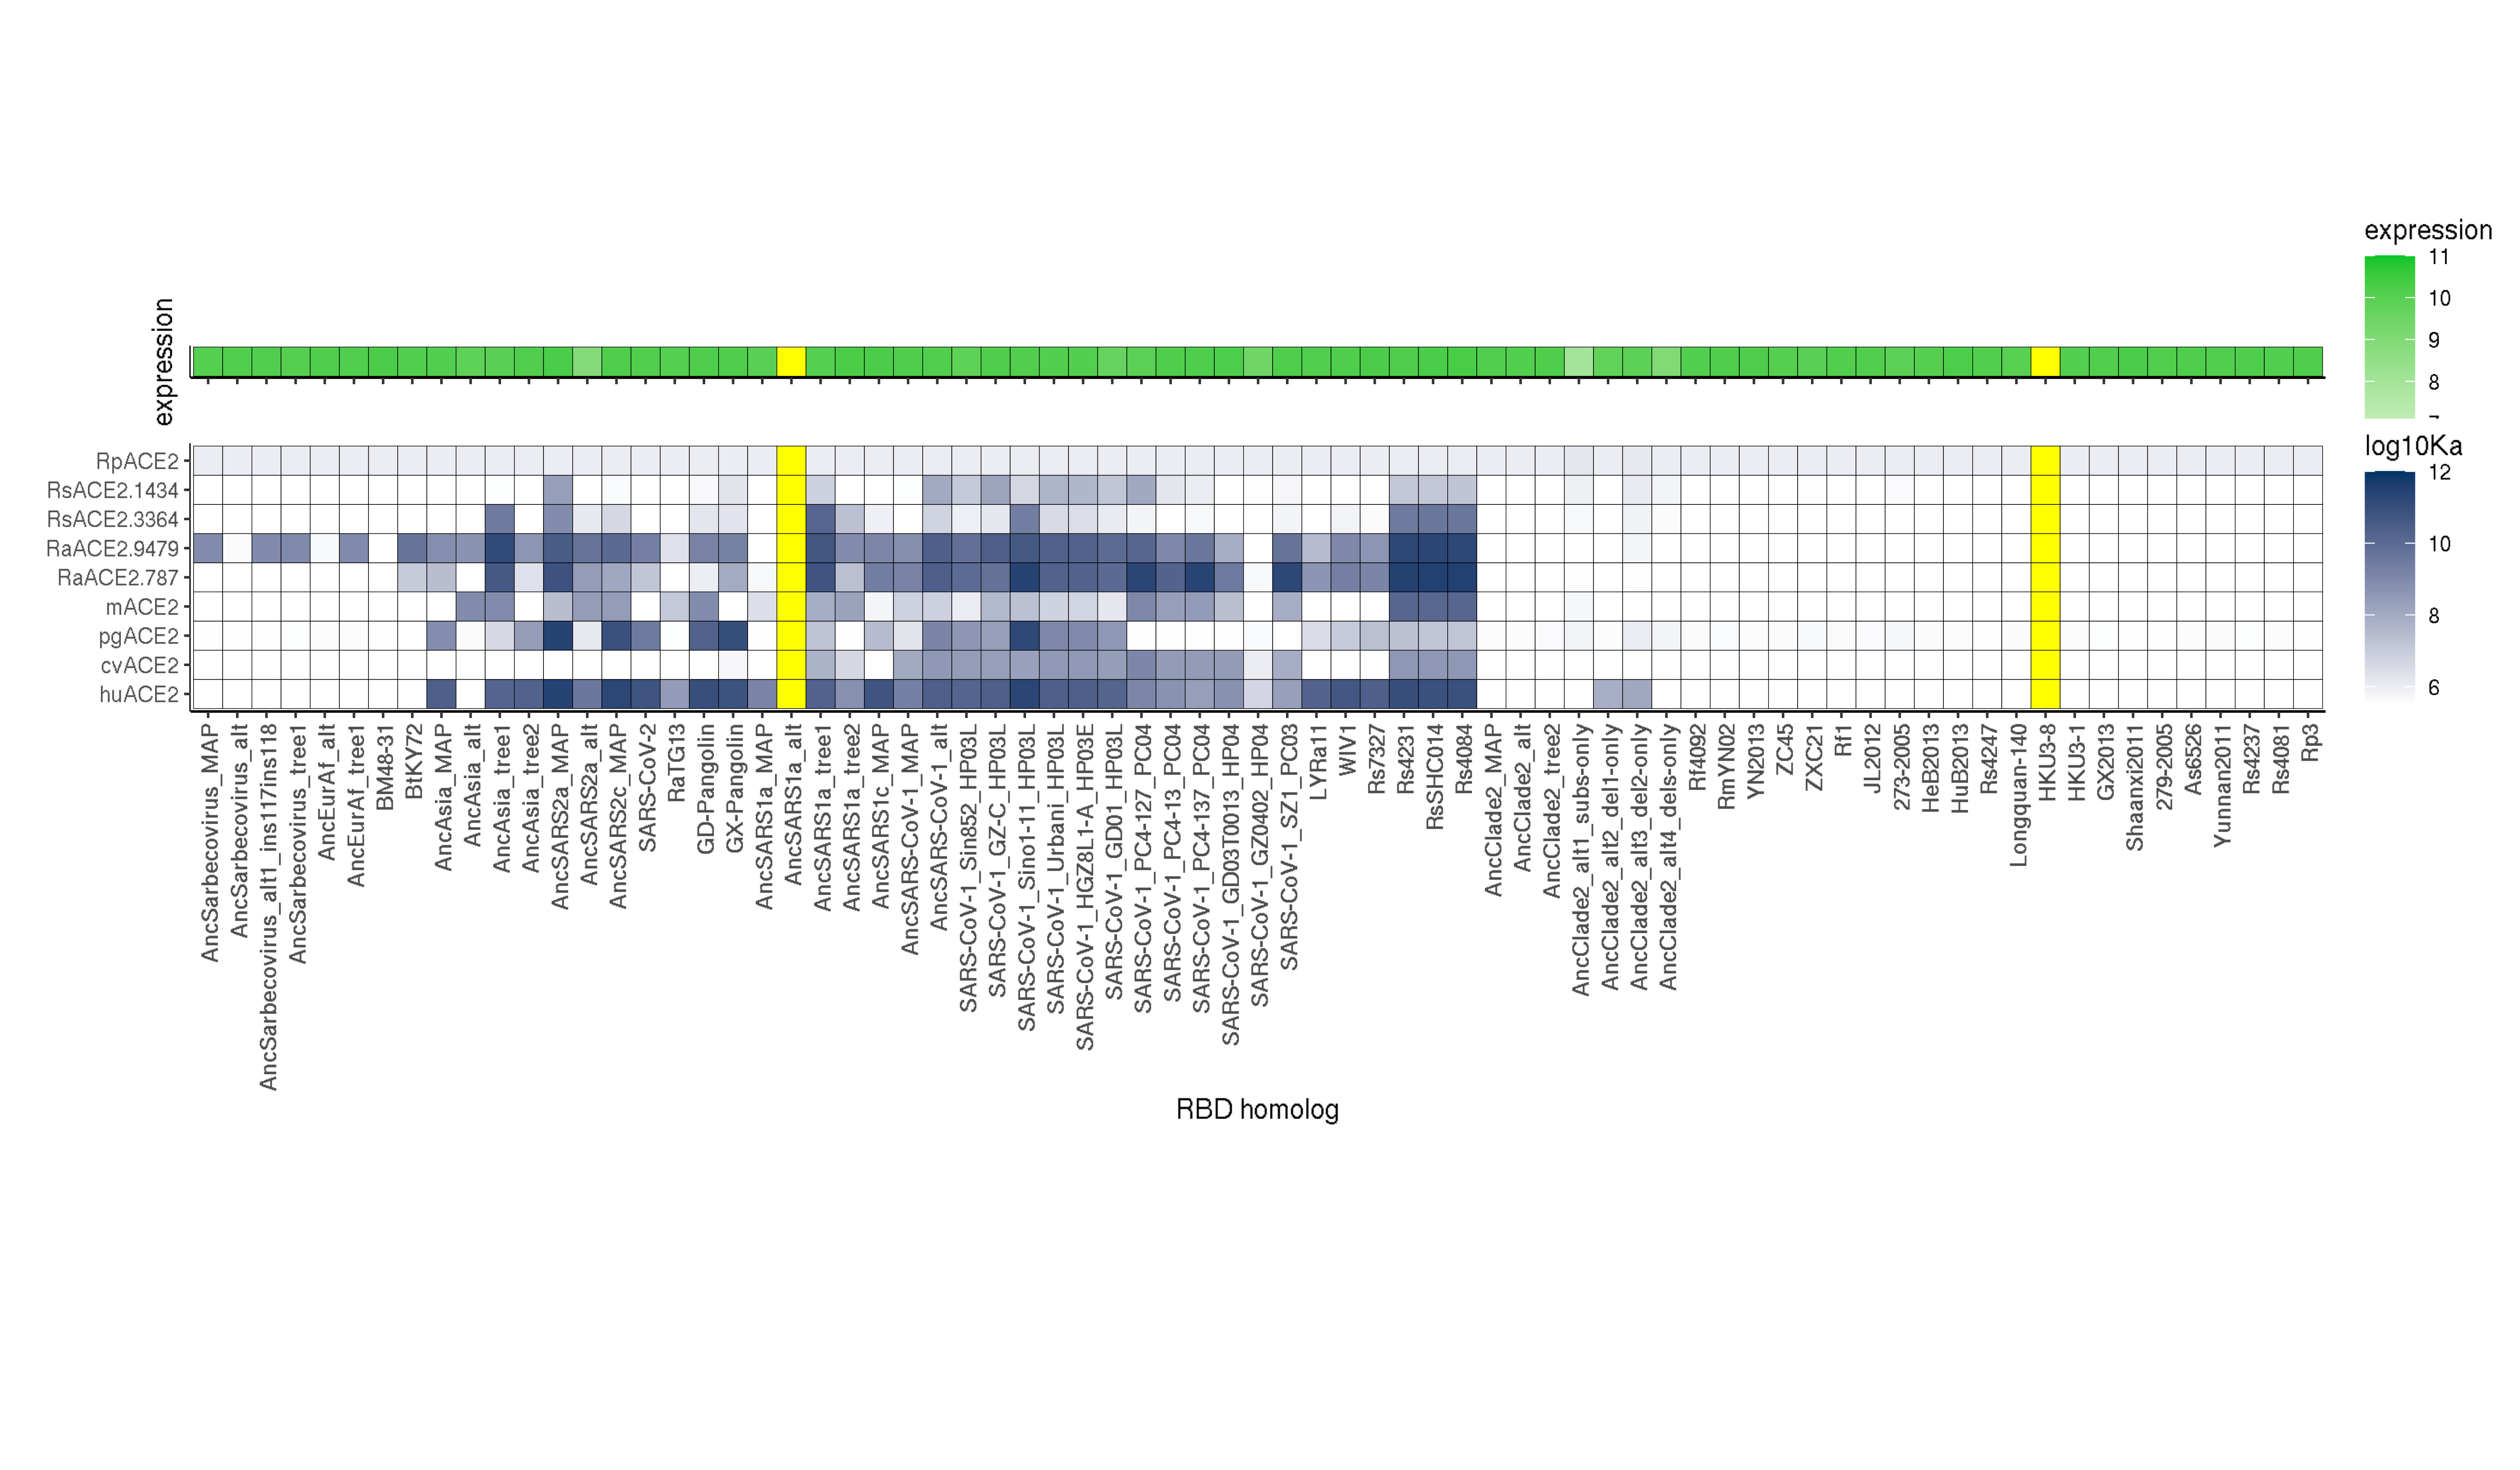 expression
11
10
9
8
7
expression
log10Ka
12
10
8
6
RpACE2
RsACE2.1434
RsACE2.3364
RaACE2.9479
RaACE2.787
mACE2
pgACE2
cvACE2
huACE2
AncSarbecovirus_MAP
AncSarbecovirus_alt
AncSarbecovirus_alt1_ins117ins118
AncSarbecovirus_tree1
AncEurAf_alt
AncEurAf_tree1
BM48-31
BtKY72
AncAsia_MAP
AncAsia_alt
AncAsia_tree1
AncAsia_tree2
AncSARS2a_MAP
AncSARS2a_alt
AncSARS2c_MAP
SARS-CoV-2
RaTG13
GD-Pangolin
GX-Pangolin
AncSARS1a_MAP
AncSARS1a_alt
AncSARS1a_tree1
AncSARS1a_tree2
AncSARS1c_MAP
AncSARS-CoV-1_MAP
AncSARS-CoV-1_alt
SARS-CoV-1_Sin852_HP03L
SARS-CoV-1_GZ-C_HP03L
SARS-CoV-1_Sino1-11_HP03L
SARS-CoV-1_Urbani_HP03L
SARS-CoV-1_HGZ8L1-A_HP03E
SARS-CoV-1_GD01_HP03L
SARS-CoV-1_PC4-127_PC04
SARS-CoV-1_PC4-13_PC04
SARS-CoV-1_PC4-137_PC04
SARS-CoV-1_GD03T0013_HP04
SARS-CoV-1_GZ0402_HP04
SARS-CoV-1_SZ1_PC03
LYRa11
WIV1
Rs7327
Rs4231
RsSHC014
Rs4084
AncClade2_MAP
AncClade2_alt
AncClade2_tree2
AncClade2_alt1_subs-only
AncClade2_alt2_del1-only
AncClade2_alt3_del2-only
AncClade2_alt4_dels-only
Rf4092
RmYN02
YN2013
ZC45
ZXC21
Rf1
JL2012
273-2005
HeB2013
HuB2013
Rs4247
Longquan-140
HKU3-8
HKU3-1
GX2013
Shaanxi2011
279-2005
As6526
Yunnan2011
Rs4237
Rs4081
Rp3
RBD homolog